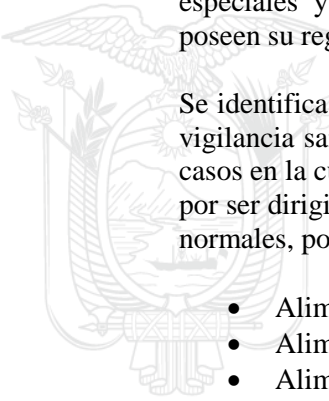 especiales y
poseen su reg
Se identifica
vigilancia sa
casos en la cu
por ser dirigi
normales, po
• Alim
• Alim
• Alim